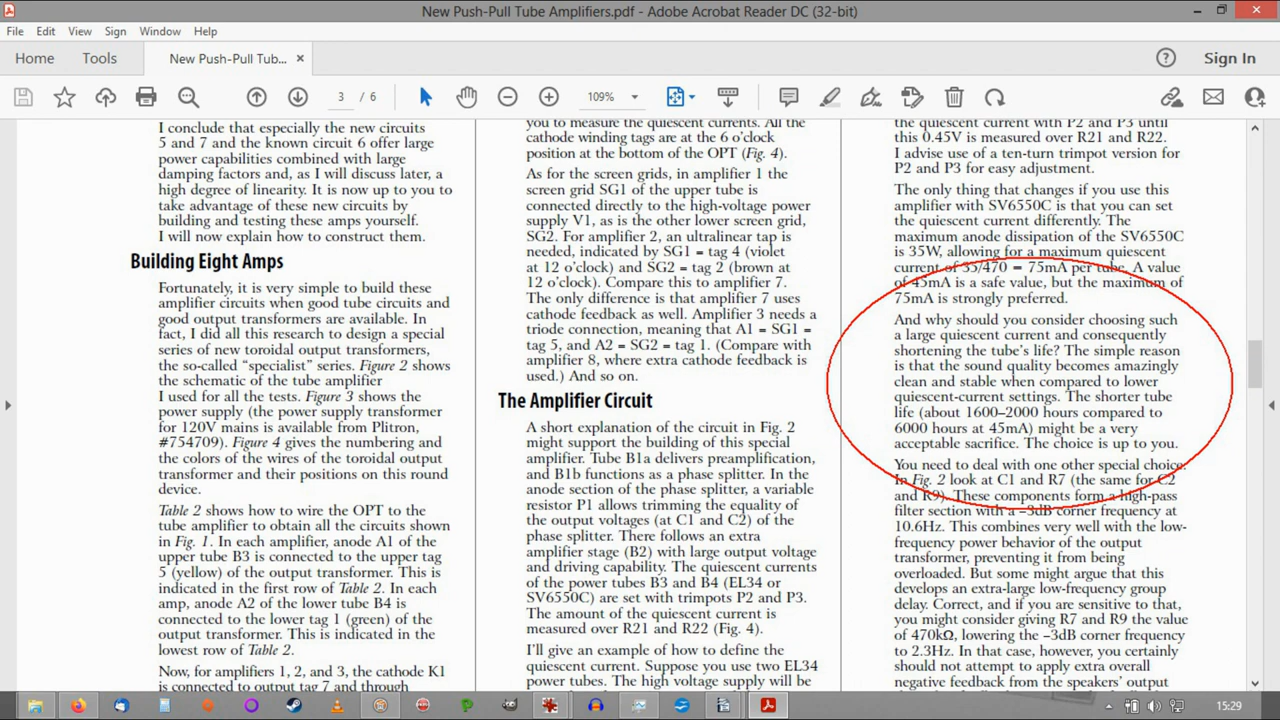 New Push-Pull Tube Amplifiers.pdf - Adobe Acrobat Reader DC (32-bit)
File Edit View Sign Window Help
Home Tools New Push-Pull Tub... × Sign In
3 / 6 109%
I conclude that especially the new circuits
5 and 7 and the known circuit 6 offer large
power capabilities combined with large
damping factors and, as I will discuss later, a
high degree of linearity. It is now up to you to
take advantage of these new circuits by
building and testing these amps yourself.
I will now explain how to construct them.
Building Eight Amps
Fortunately, it is very simple to build these
amplifier circuits when good tube circuits and
good output transformers are available. In
fact, I did all this research to design a special
series of new toroidal output transformers,
the so-called “specialist” series. Figure 2 shows
the schematic of the tube amplifier
I used for all the tests. Figure 3 shows the
power supply (the power supply transformer
for 120V mains is available from Plitron,
#754709). Figure 4 gives the numbering and
the colors of the wires of the toroidal output
transformer and their positions on this round
device.
Table 2 shows how to wire the OPT to the
tube amplifier to obtain all the circuits shown
in Fig. 1. In each amplifier, anode A1 of the
upper tube B3 is connected to the upper tag
5 (yellow) of the output transformer. This is
indicated in the first row of Table 2. In each
amp, anode A2 of the lower tube B4 is
connected to the lower tag 1 (green) of the
output transformer. This is indicated in the
lowest row of Table 2.
Now, for amplifiers 1, 2, and 3, the cathode K1
is connected to output tag 7 and through
you to measure the quiescent currents. All the
cathode winding tags are at the 6 o’clock
position at the bottom of the OPT (Fig. 4).
As for the screen grids, in amplifier 1 the
screen grid SG1 of the upper tube is
connected directly to the high-voltage power
supply V1, as is the other lower screen grid,
SG2. For amplifier 2, an ultralinear tap is
needed, indicated by SG1 = tag 4 (violet
at 12 o’clock) and SG2 = tag 2 (brown at
12 o’clock). Compare this to amplifier 7.
The only difference is that amplifier 7 uses
cathode feedback as well. Amplifier 3 needs a
triode connection, meaning that A1 = SG1 =
tag 5, and A2 = SG2 = tag 1. (Compare with
amplifier 8, where extra cathode feedback is
used.) And so on.
The Amplifier Circuit
A short explanation of the circuit in Fig. 2
might support the building of this special
amplifier. Tube B1a delivers preamplification,
and B1b functions as a phase splitter. In the
anode section of the phase splitter, a variable
resistor P1 allows trimming the equality of
the output voltages (at C1 and C2) of the
phase splitter. There follows an extra
amplifier stage (B2) with large output voltage
and driving capability. The quiescent currents
of the power tubes B3 and B4 (EL34 or
SV6550C) are set with trimpots P2 and P3.
The amount of the quiescent current is
measured over R21 and R22 (Fig. 4).
I’ll give an example of how to define the
quiescent current. Suppose you use two EL34
power tubes. The high voltage supply will be
the quiescent current with P2 and P3 until
this 0.45V is measured over R21 and R22.
I advise use of a ten-turn trimpot version for
P2 and P3 for easy adjustment.
The only thing that changes if you use this
amplifier with SV6550C is that you can set
the quiescent current differently. The
maximum anode dissipation of the SV6550C
is 35W, allowing for a maximum quiescent
current of 35/470 = 75mA per tube. A value
of 45mA is a safe value, but the maximum of
75mA is strongly preferred.
And why should you consider choosing such
a large quiescent current and consequently
shortening the tube’s life? The simple reason
is that the sound quality becomes amazingly
clean and stable when compared to lower
quiescent-current settings. The shorter tube
life (about 1600–2000 hours compared to
6000 hours at 45mA) might be a very
acceptable sacrifice. The choice is up to you.
You need to deal with one other special choice.
In Fig. 2 look at C1 and R7 (the same for C2
and R9). These components form a high-pass
filter section with a –3dB corner frequency at
10.6Hz. This combines very well with the low-
frequency power behavior of the output
transformer, preventing it from being
overloaded. But some might argue that this
develops an extra-large low-frequency group
delay. Correct, and if you are sensitive to that,
you might consider giving R7 and R9 the value
of 470kΩ, lowering the –3dB corner frequency
to 2.3Hz. In that case, however, you certainly
should not attempt to apply extra overall
negative feedback from the speakers’ output
15:29